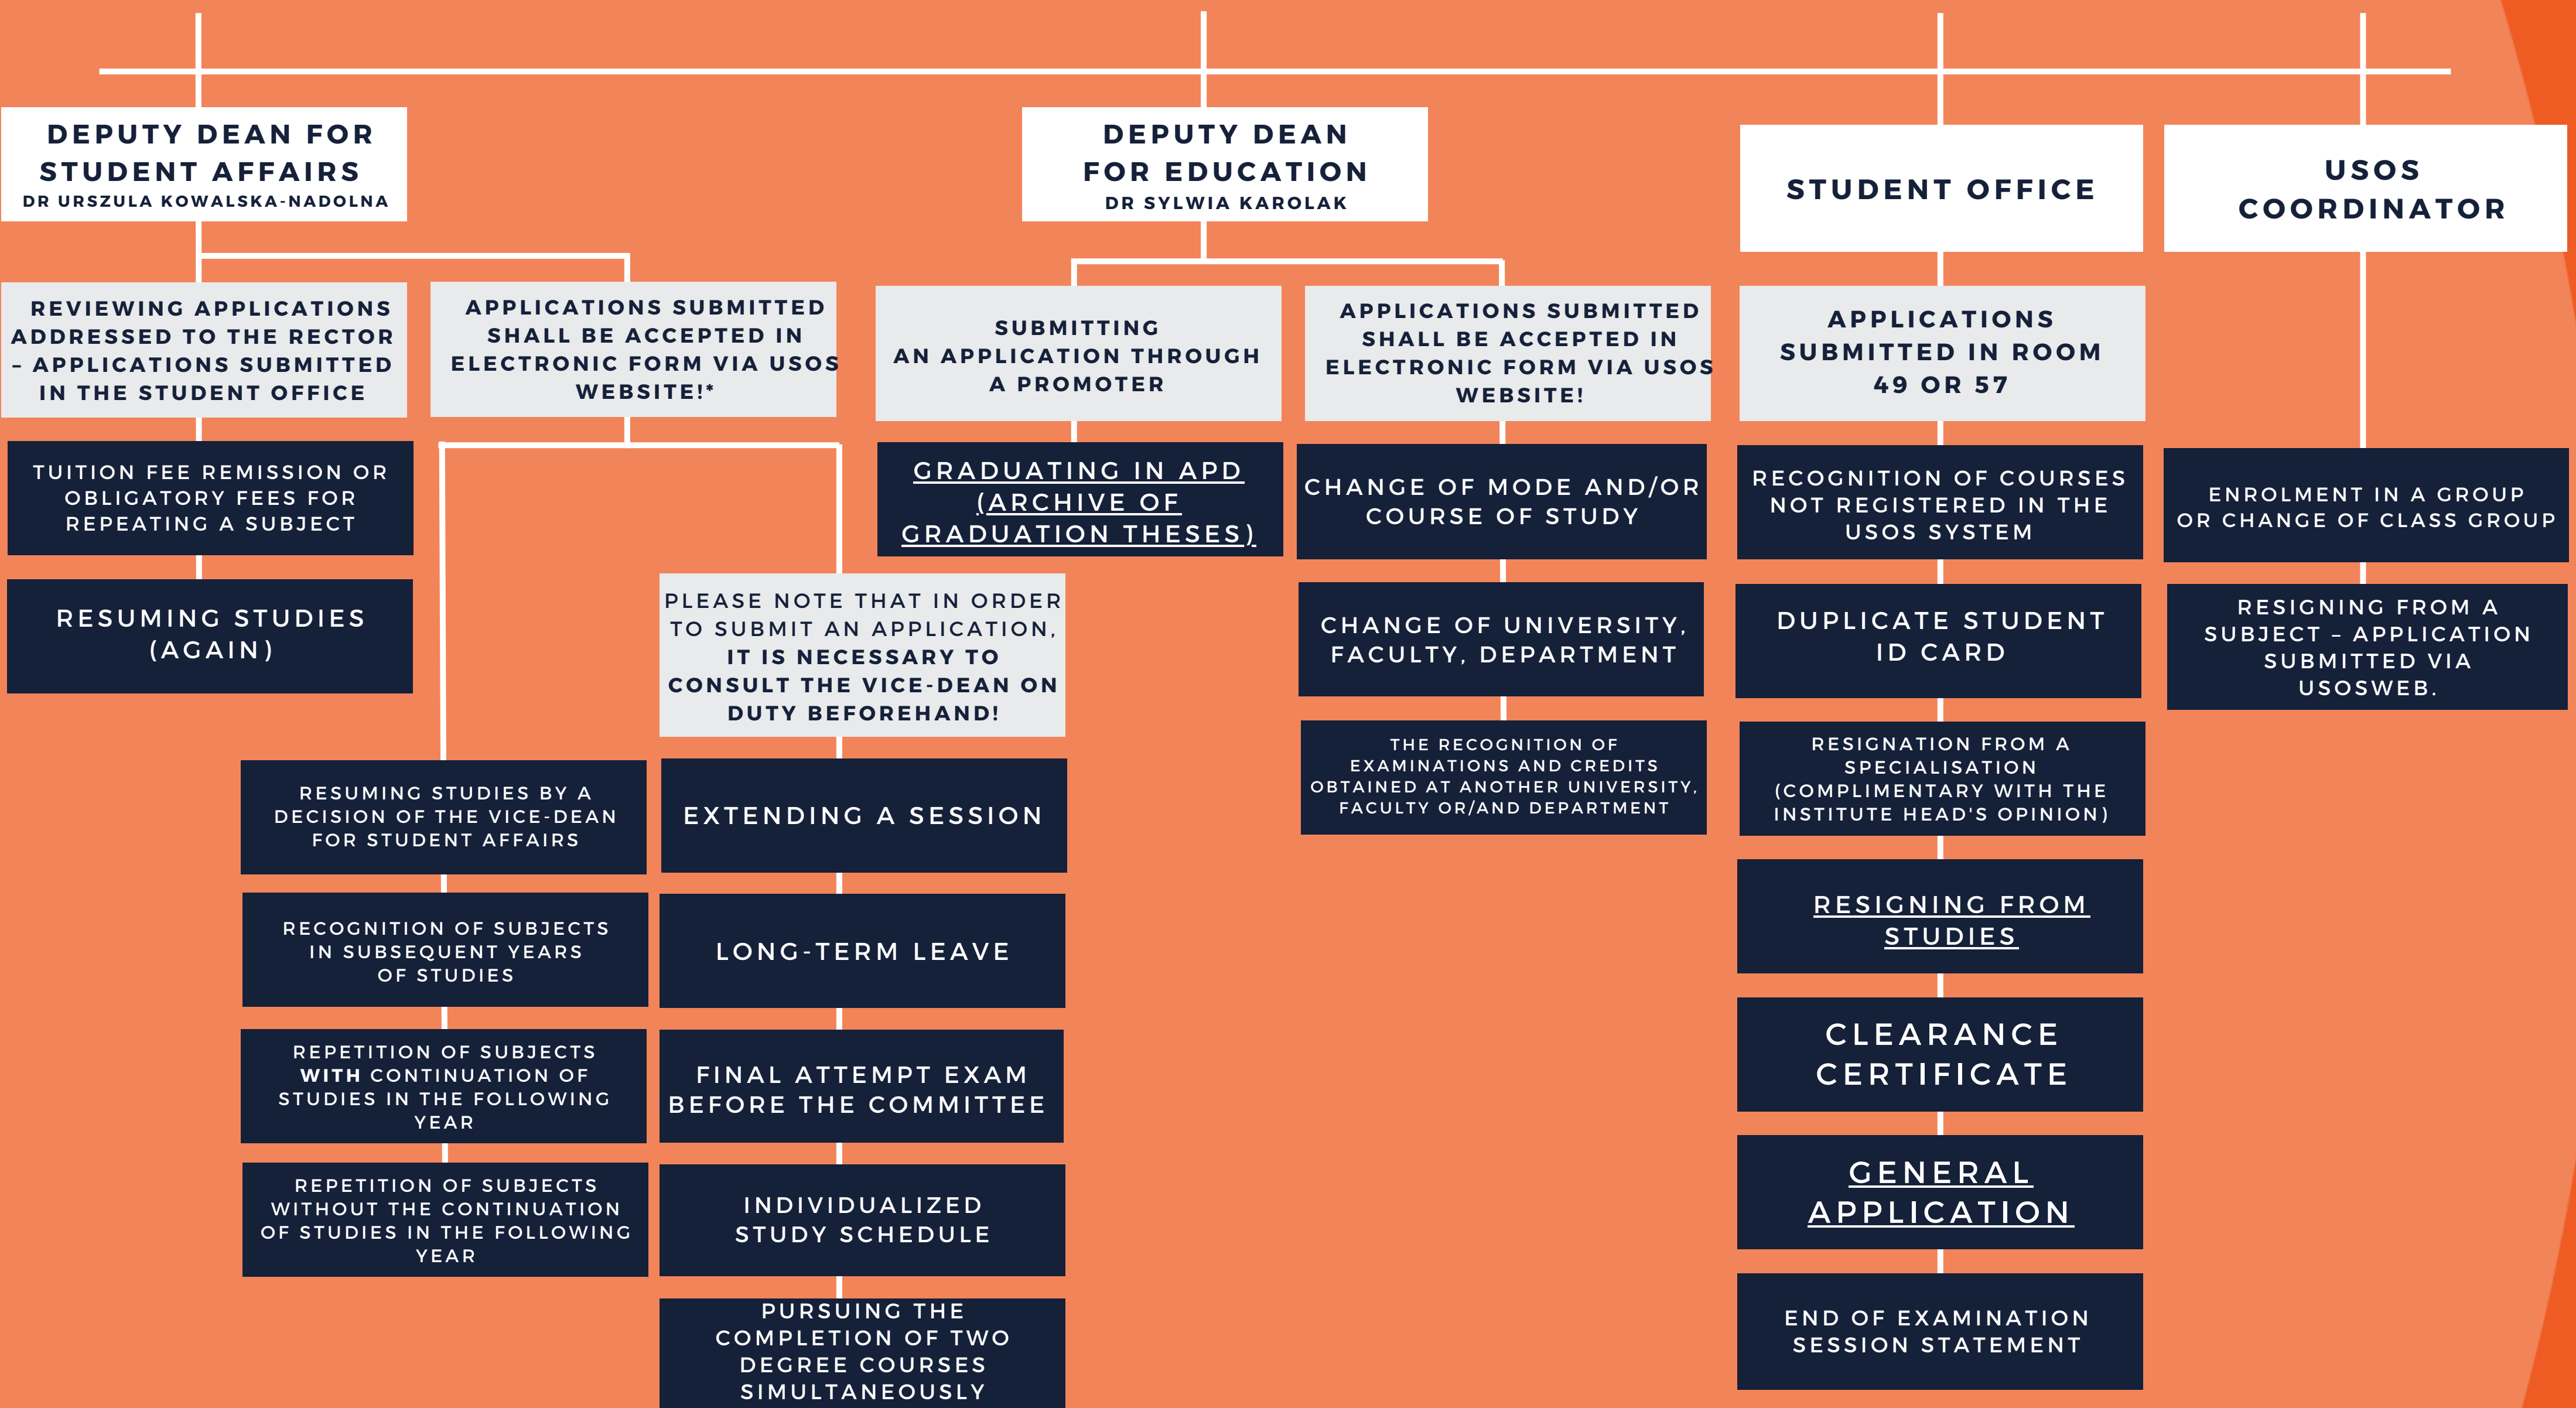 DEPUTY DEAN FOR
STUDENT AFFAIRS
DR URSZULA KOWALSKA-NADOLNA
REVIEWING APPLICATIONS
ADDRESSED TO THE RECTOR
– APPLICATIONS SUBMITTED
IN THE STUDENT OFFICE
TUITION FEE REMISSION OR
OBLIGATORY FEES FOR
REPEATING A SUBJECT
RESUMING STUDIES
(AGAIN)
APPLICATIONS SUBMITTED
SHALL BE ACCEPTED IN
ELECTRONIC FORM VIA USOS
WEBSITE!*
RESUMING STUDIES BY A
DECISION OF THE VICE-DEAN
FOR STUDENT AFFAIRS
RECOGNITION OF SUBJECTS
IN SUBSEQUENT YEARS
OF STUDIES
REPETITION OF SUBJECTS
WITH CONTINUATION OF
STUDIES IN THE FOLLOWING
YEAR
REPETITION OF SUBJECTS
WITHOUT THE CONTINUATION
OF STUDIES IN THE FOLLOWING
YEAR
PLEASE NOTE THAT IN ORDER
TO SUBMIT AN APPLICATION,
IT IS NECESSARY TO
CONSULT THE VICE-DEAN ON
DUTY BEFOREHAND!
EXTENDING A SESSION
LONG-TERM LEAVE
FINAL ATTEMPT EXAM
BEFORE THE COMMITTEE
INDIVIDUALIZED
STUDY SCHEDULE
PURSUING THE
COMPLETION OF TWO
DEGREE COURSES
SIMULTANEOUSLY
DEPUTY DEAN
FOR EDUCATION
DR SYLWIA KAROLAK
SUBMITTING
AN APPLICATION THROUGH
A PROMOTER
GRADUATING IN APD
(ARCHIVE OF
GRADUATION THESES)
APPLICATIONS SUBMITTED
SHALL BE ACCEPTED IN
ELECTRONIC FORM VIA USOS
WEBSITE!
CHANGE OF MODE AND/OR
COURSE OF STUDY
CHANGE OF UNIVERSITY,
FACULTY, DEPARTMENT
THE RECOGNITION OF
EXAMINATIONS AND CREDITS
OBTAINED AT ANOTHER UNIVERSITY,
FACULTY OR/AND DEPARTMENT
STUDENT OFFICE
APPLICATIONS
SUBMITTED IN ROOM
49 OR 57
RECOGNITION OF COURSES
NOT REGISTERED IN THE
USOS SYSTEM
DUPLICATE STUDENT
ID CARD
RESIGNATION FROM A
SPECIALISATION
(COMPLIMENTARY WITH THE
INSTITUTE HEAD'S OPINION)
RESIGNING FROM
STUDIES
CLEARANCE
CERTIFICATE
GENERAL
APPLICATION
END OF EXAMINATION
SESSION STATEMENT
USOS
COORDINATOR
ENROLMENT IN A GROUP
OR CHANGE OF CLASS GROUP
RESIGNING FROM A
SUBJECT – APPLICATION
SUBMITTED VIA
USOSWEB.